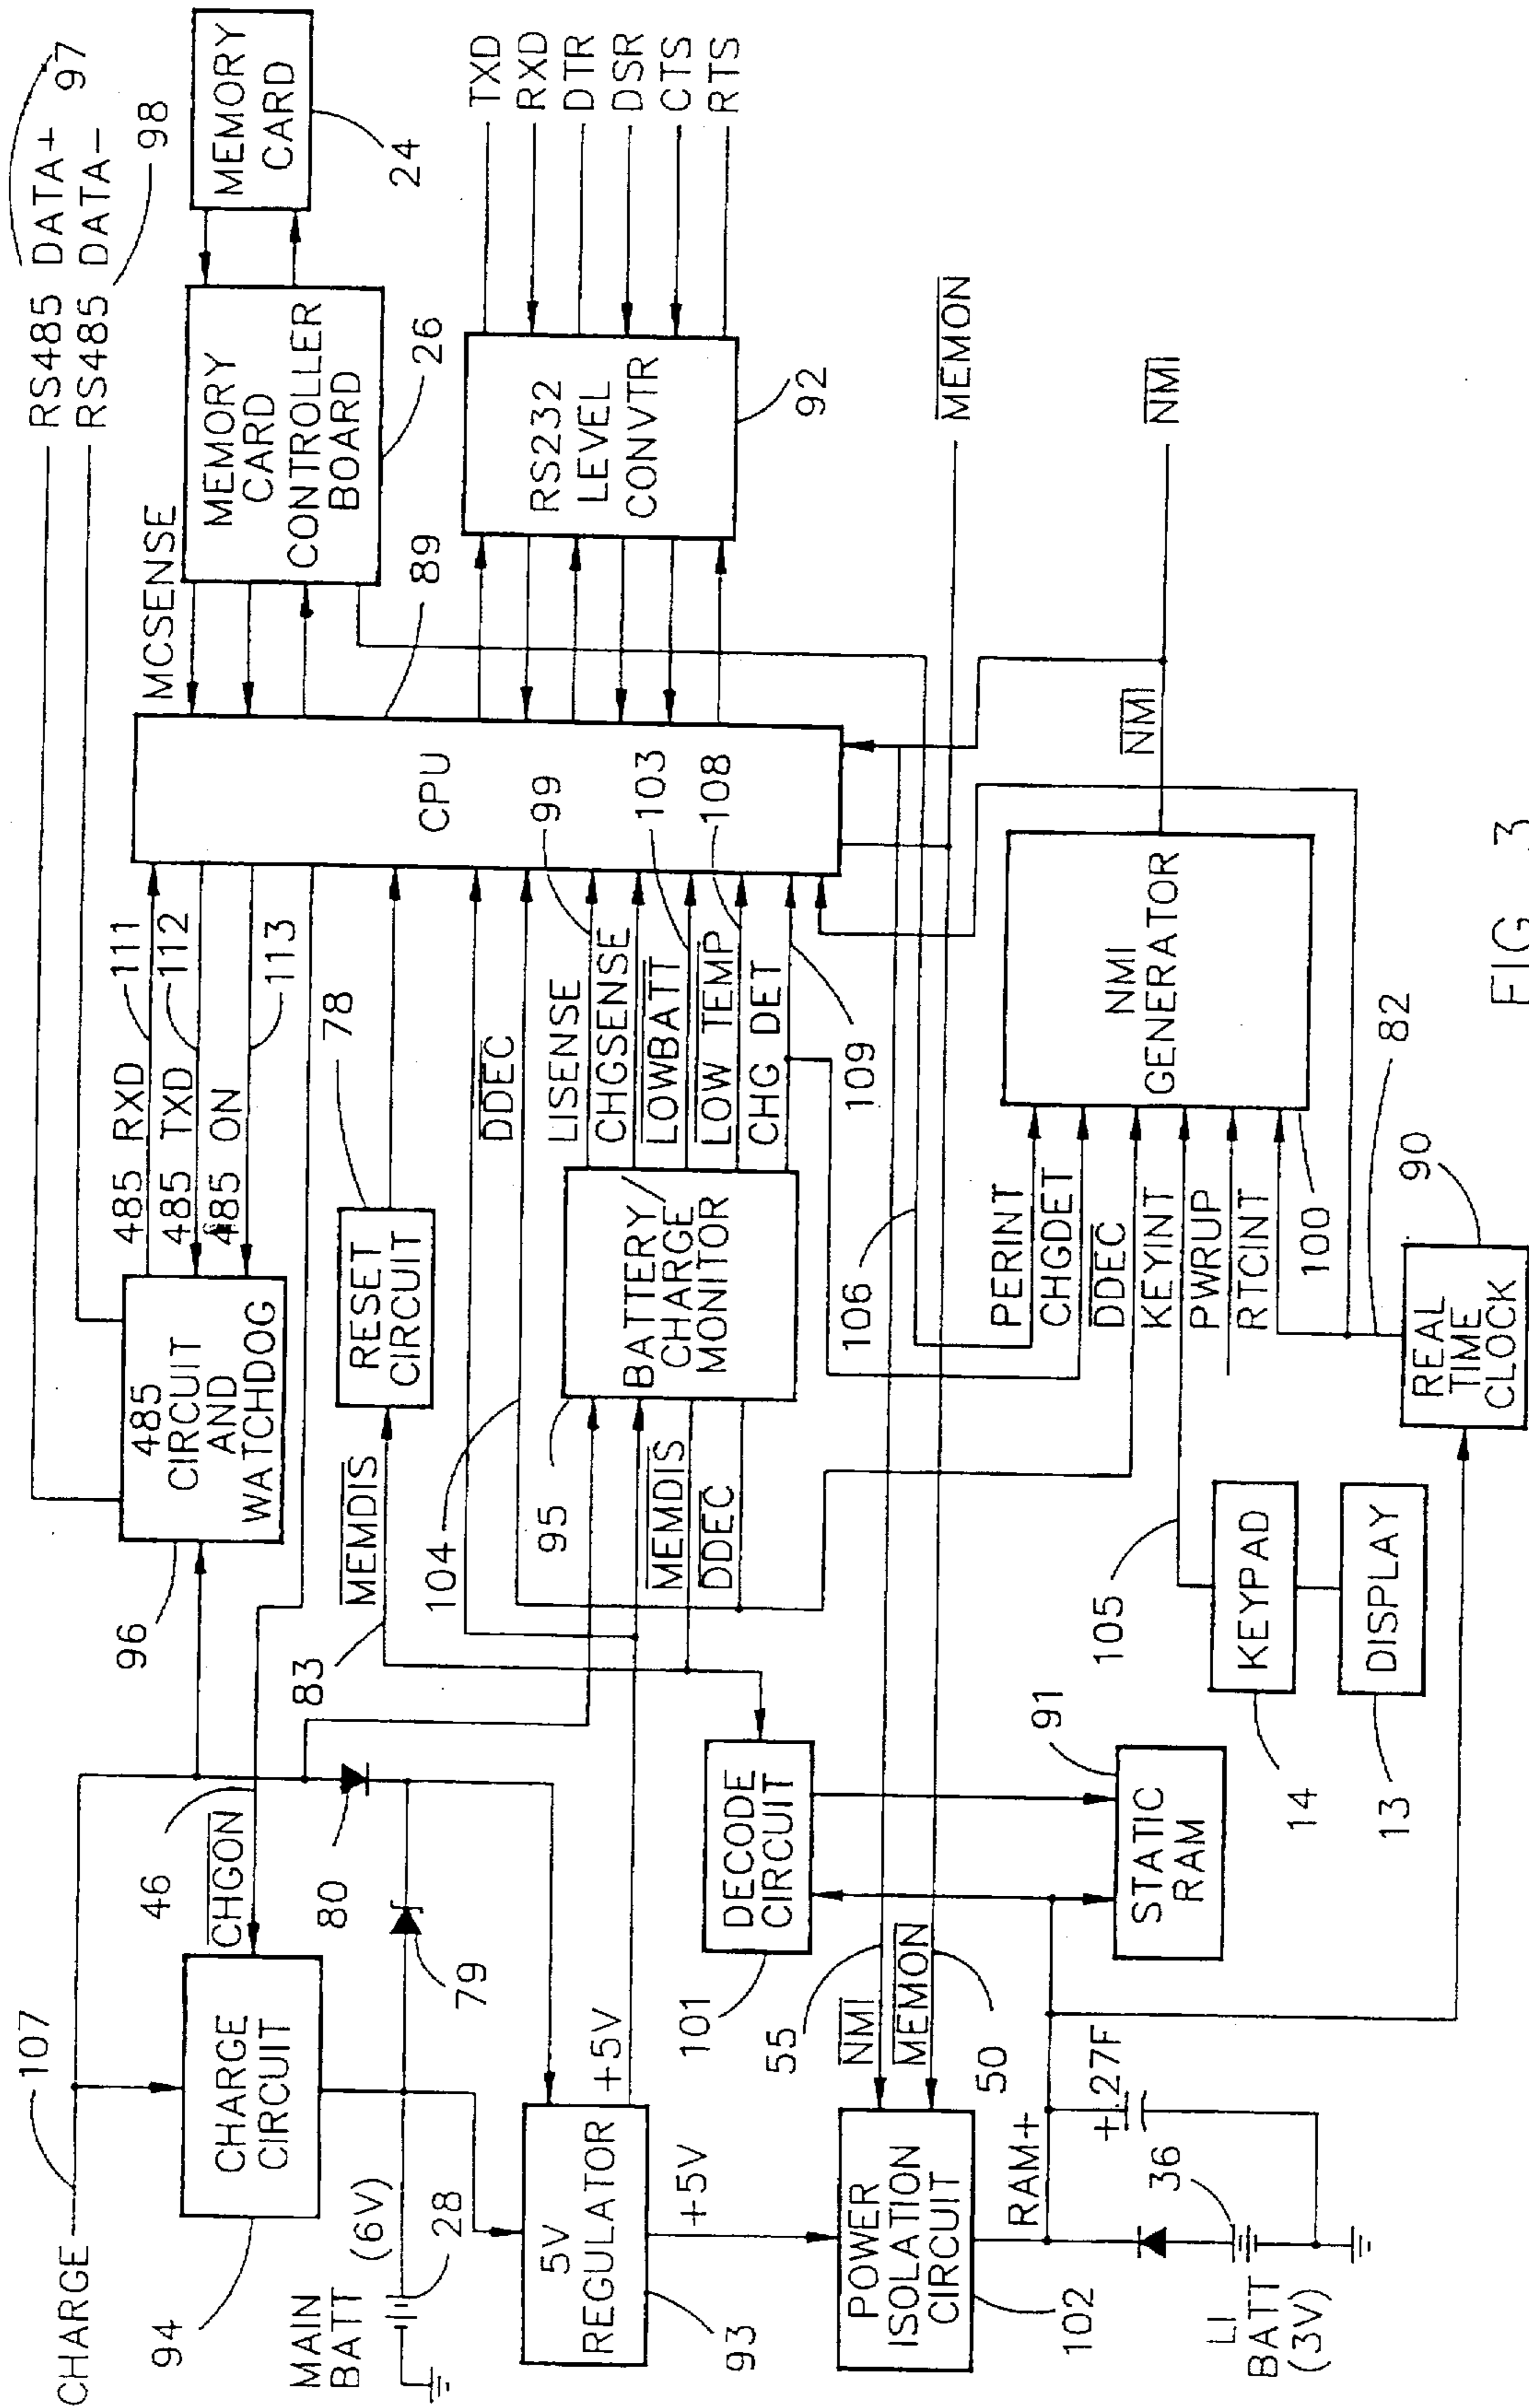 CHARGE
107
94
CHARGE
CIRCUIT
46
CHGON
MAIN
BATT
(6V)
28
79
80
83
96
485
CIRCUIT
AND
WATCHDOG
485 RXD
111
485 TXD
112
485 ON
113
RS485 DATA+
97
RS485 DATA-
98
MCSENSE
MEMORY
CARD
CONTROLLER
BOARD
26
MEMORY
CARD
24
MEMDIS
RESET
CIRCUIT
78
CPU
89
RS232
LEVEL
CONVTR
92
TXD
RXD
DTR
DSR
CTS
RTS
5V
REGULATOR
93
+5V
+5V
104
DDEC
95
BATTERY/
CHARGE
MONITOR
MEMDIS
DDEC
LISENSE
99
CHGSENSE
LOWBATT
103
LOW TEMP
108
CHG DET
109
DECODE
CIRCUIT
101
55
NMI
MEMON
50
106
MEMON
POWER
ISOLATION
CIRCUIT
102
RAM+
+.27F
36
LI
BATT
(3V)
STATIC
RAM
91
105
KEYPAD
14
DISPLAY
13
PERINT
CHGDET
DDEC
KEYINT
PWRUP
RTCINT
100
NMI
GENERATOR
NMI
NMI
82
REAL
TIME
CLOCK
90
FIG. 3